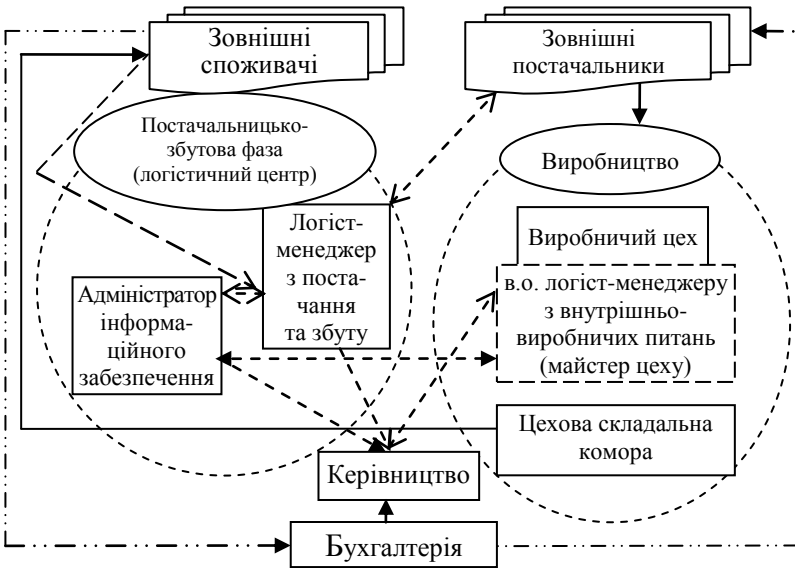 Зовнішні
споживачі
Зовнішні
постачальники
Постачальницько-
збутова фаза
(логістичний центр)
Виробництво
Логіст-
менеджер
з поста-
чання
та збуту
Виробничий цех
Адміністратор
інформа-
ційного
забезпечення
в.о. логіст-менеджеру
з внутрішньо-
виробничих питань
(майстер цеху)
Цехова складальна
комора
Керівництво
Бухгалтерія